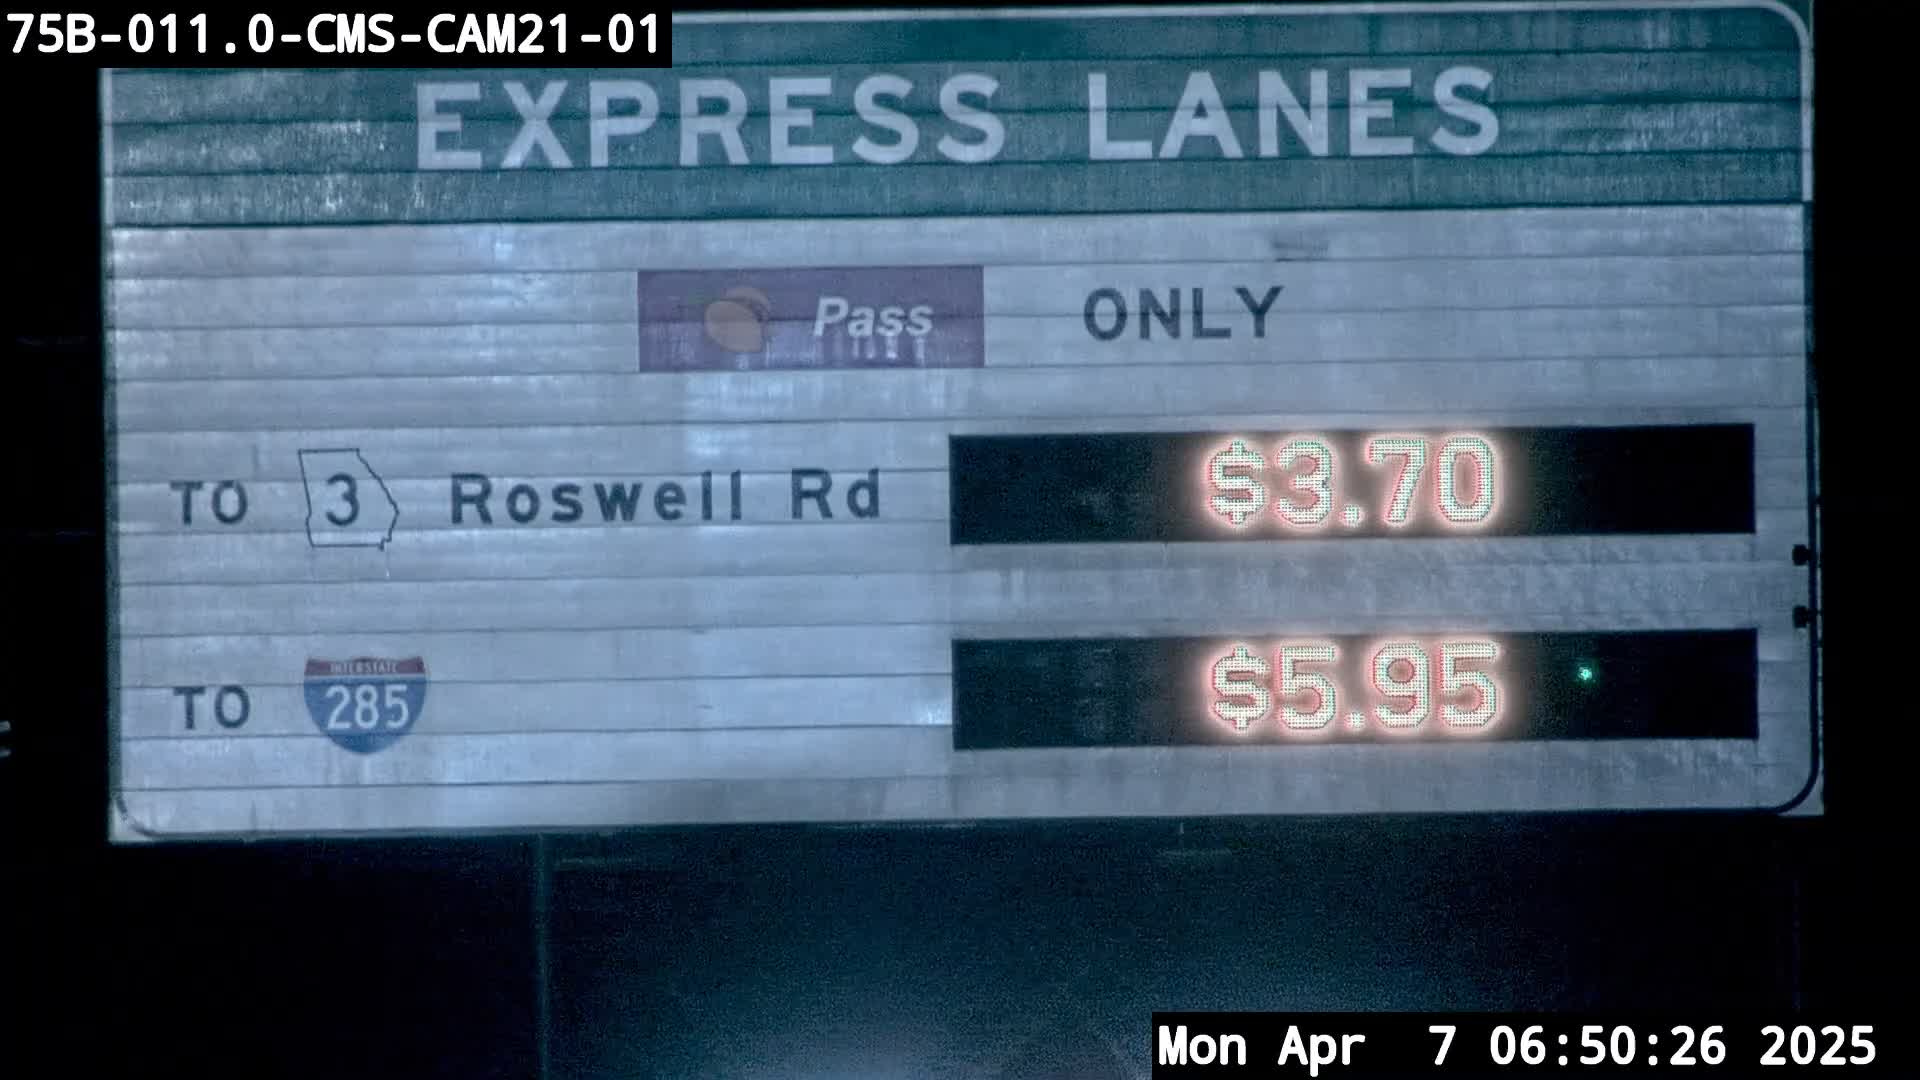 75B-011.0-CMS-CAM21-01
EXPRESS LANES
Pass ONLY
TO 3 Roswell Rd $3.70
INTERSTATE
TO 285 $5.95
Mon Apr 7 06:50:26 2025